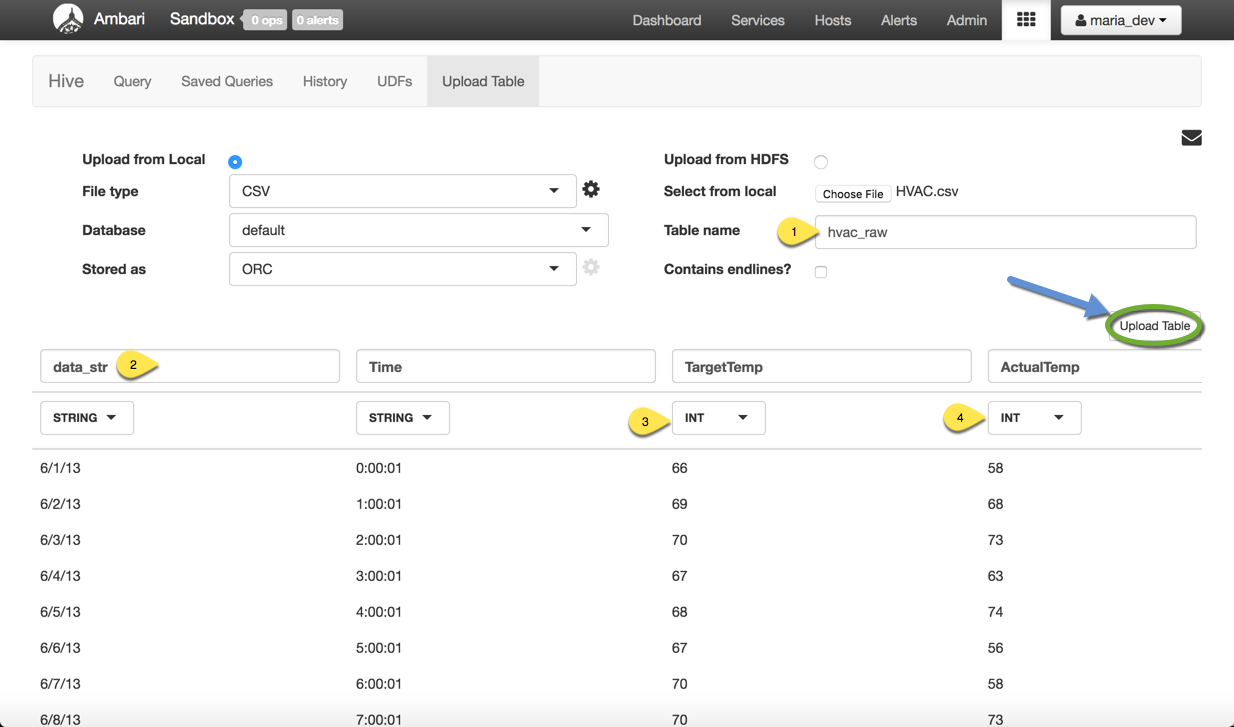 Ambari Sandbox 0 ops 0 alerts Dashboard Services Hosts Alerts Admin maria_dev
Hive Query Saved Queries History UDFs Upload Table
Upload from Local Upload from HDFS
File type CSV Select from local Choose File HVAC.csv
Database default Table name 1 hvac_raw
Stored as ORC Contains endlines?
Upload Table
data_str 2 Time TargetTemp ActualTemp
STRING STRING 3 INT 4 INT
6/1/13 0:00:01 66 58
6/2/13 1:00:01 69 68
6/3/13 2:00:01 70 73
6/4/13 3:00:01 67 63
6/5/13 4:00:01 68 74
6/6/13 5:00:01 67 56
6/7/13 6:00:01 70 58
6/8/13 7:00:01 70 73